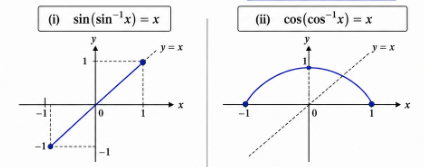 (i) sin(sin⁻¹x) = x
y
y = x
1
x
−1
0
1
−1
−1
(ii) cos(cos⁻¹x) = x
y
y = x
1
x
−1
0
1